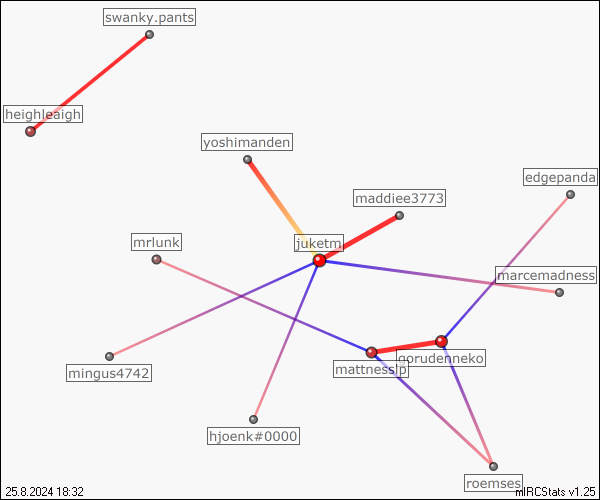 swanky.pants
heighleaigh
yoshimanden
edgepanda
maddiee3773
mrlunk
juketm
marcemadness
gorudenneko
mattnesslp
mingus4742
hjoenk#0000
roemses
25.8.2024 18:32
mIRCStats v1.25